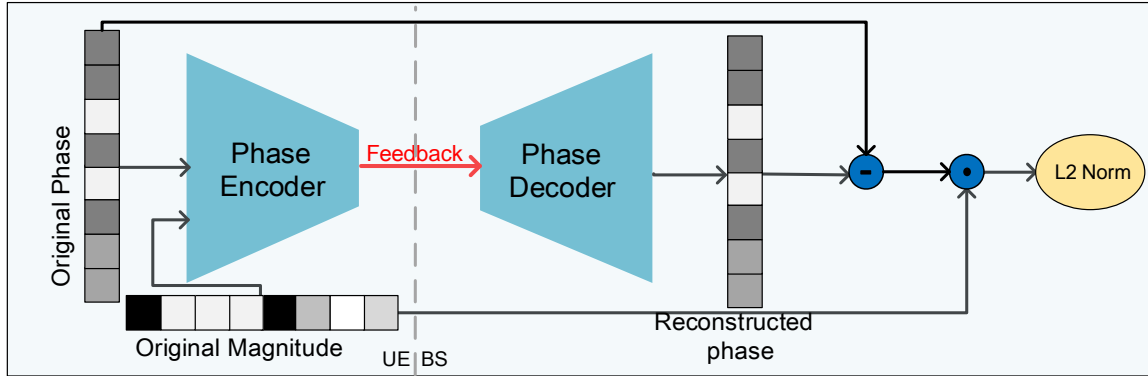 Original Phase
Phase
Encoder
Feedback
Phase
Decoder
-
L2 Norm
Original Magnitude
UE
BS
Reconstructed
phase